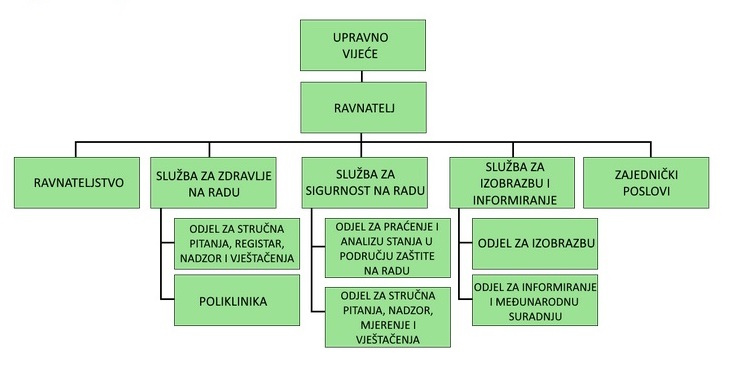 UPRAVNO
VIJEĆE
RAVNATELJ
RAVNATELJSTVO
SLUŽBA ZA ZDRAVLJE
NA RADU
SLUŽBA ZA
SIGURNOST NA RADU
SLUŽBA ZA
IZOBRAZBU I
INFORMIRANJE
ZAJEDNIČKI
POSLOVI
ODJEL ZA STRUČNA
PITANJA, REGISTAR,
NADZOR I VJEŠTAČENJA
POLIKLINIKA
ODJEL ZA PRAĆENJE I
ANALIZU STANJA U
PODRUČJU ZAŠTITE
NA RADU
ODJEL ZA STRUČNA
PITANJA, NADZOR,
MJERENJE I
VJEŠTAČENJA
ODJEL ZA IZOBRAZBU
ODJEL ZA INFORMIRANJE
I MEĐUNARODNU
SURADNJU